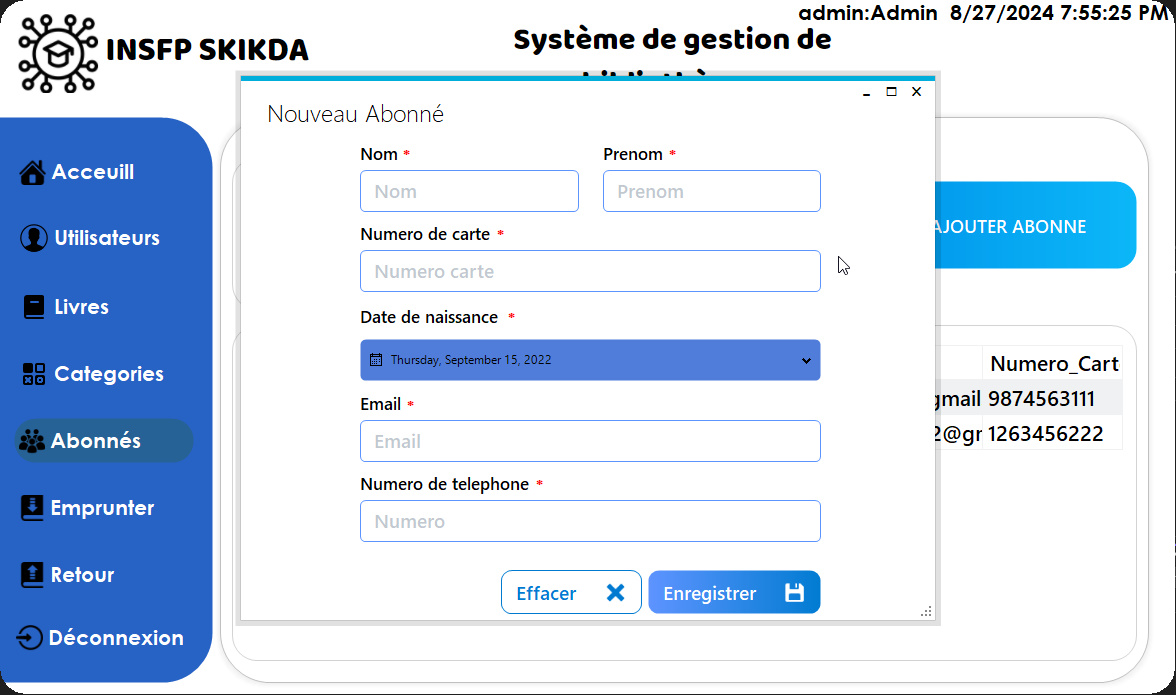 admin:Admin 8/27/2024 7:55:25 PM
INSFP SKIKDA
Système de gestion de
Nouveau Abonné
Nom *
Prenom *
Nom
Prenom
Numero de carte *
Numero carte
Date de naissance *
Thursday, September 15, 2022
Email *
Email
Numero de telephone *
Numero
Effacer
Enregistrer
Acceuill
Utilisateurs
Livres
Categories
Abonnés
Emprunter
Retour
Déconnexion
AJOUTER ABONNE
Numero_Cart
gmail 9874563111
2@gr 1263456222